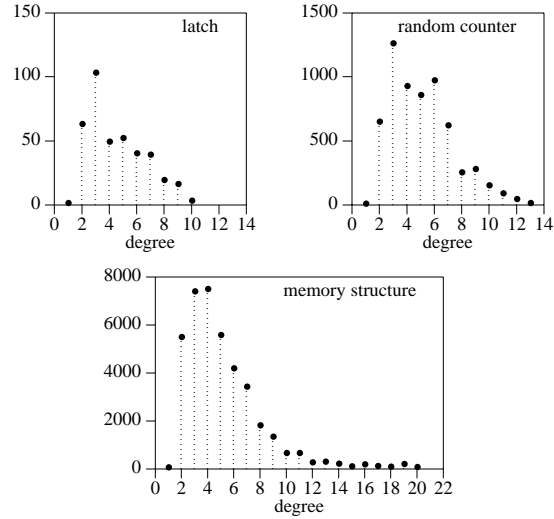 latch
150
100
50
0
0 2 4 6 8 10 12 14
degree
random counter
1500
1000
500
0
0 2 4 6 8 10 12 14
degree
memory structure
8000
6000
4000
2000
0
0 2 4 6 8 10 12 14 16 18 20 22
degree